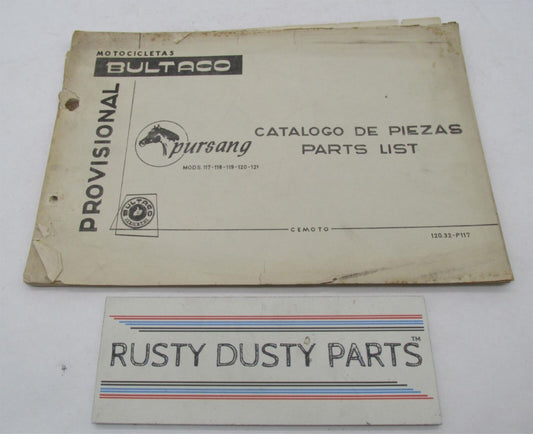 MOTOCICLETAS
BULTACO
PROVISIONAL
pursang
MODS. 117-118-119-120-121
CATALOGO DE PIEZAS
PARTS LIST
BULTACO
CEMOTO
120.32-P117
RUSTY DUSTY PARTS™